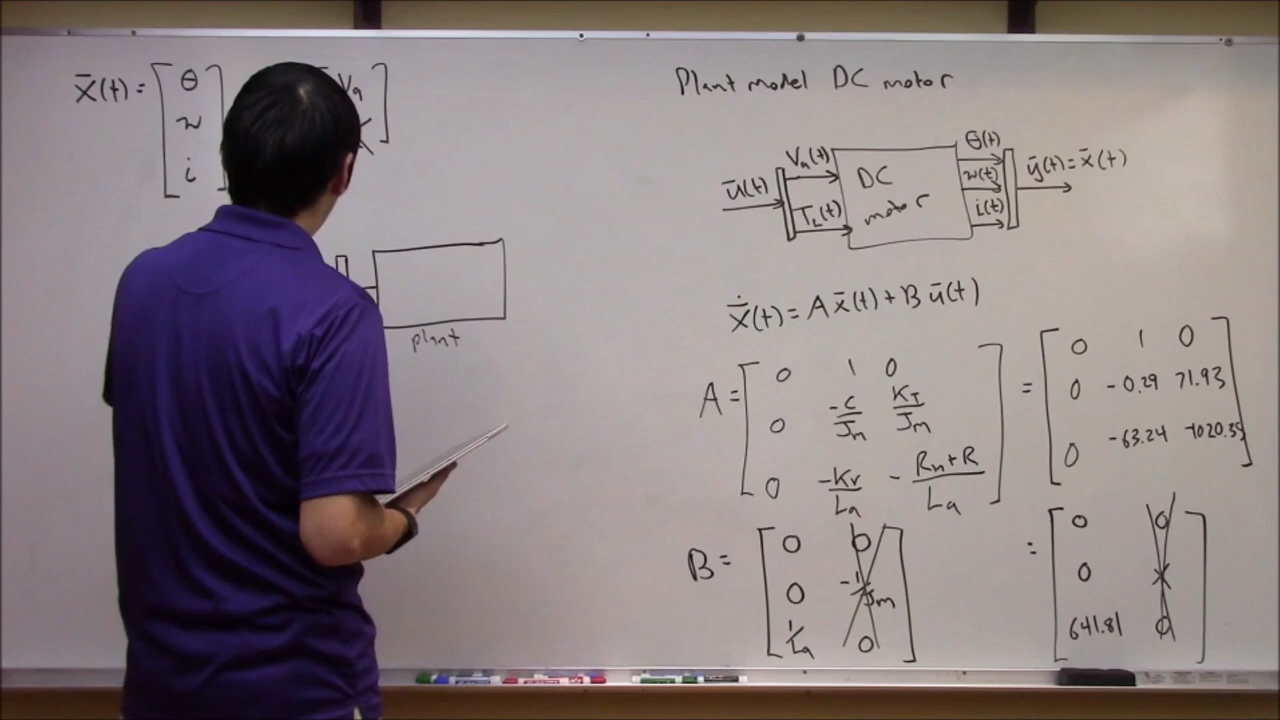 x̄(t) = [θ
ω
i]
Vₐ
plant
Plant model DC motor
ū(t)
Vₐ(t)
T_L(t)
DC
motor
θ(t)
ω(t)
i(t)
ȳ(t) = x̄(t)
ẋ̄(t) = A x̄(t) + B ū(t)
A = [0 1 0
0 -c/Jm K_T/Jm
0 -Kv/La - (Rm+R)/La]
= [0 1 0
0 -0.29 71.93
0 -63.24 -1020.35]
B = [0 0
0 -1/Jm
1/La 0]
= [0 0
0
641.81 0]